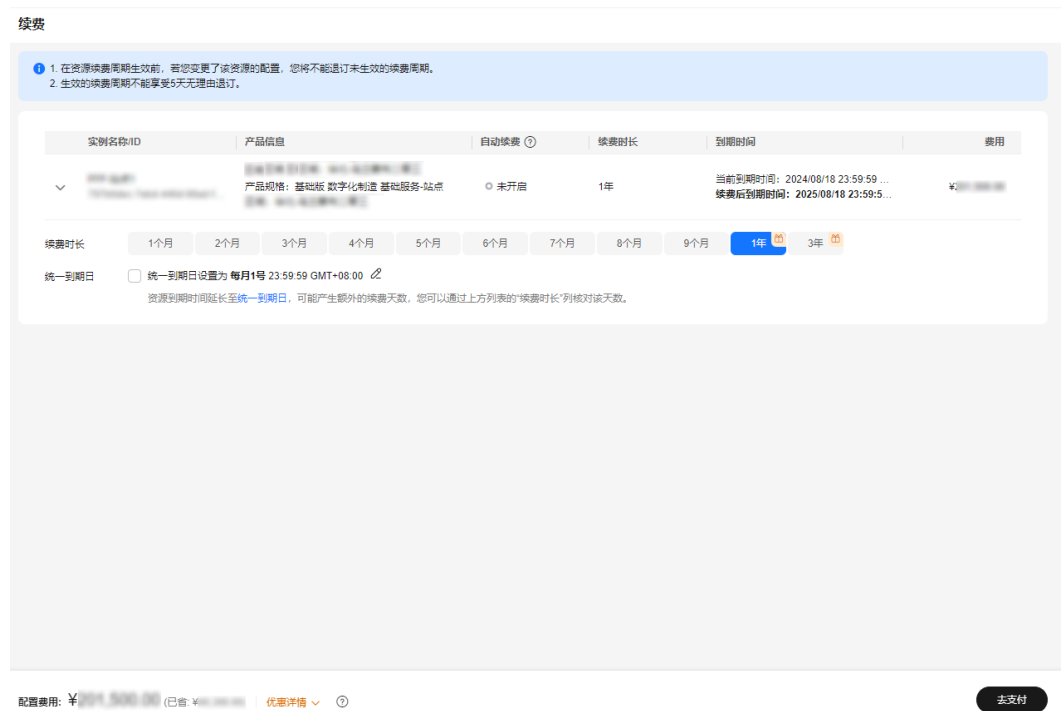 续费
1. 在资源续费周期生效前，若您变更了该资源的配置，您将不能退订未生效的续费周期。
2. 生效的续费周期不能享受5天无理由退订。
实例名称/ID 产品信息 自动续费 ? 续费时长 到期时间 费用
产品规格：基础版 数字化制造 基础服务-站点
未开启
1年
当前到期时间：2024/08/18 23:59:59 ...
续费后到期时间：2025/08/18 23:59:5...
¥
续费时长 1个月 2个月 3个月 4个月 5个月 6个月 7个月 8个月 9个月 1年 3年
统一到期日 统一到期日设置为 每月1号 23:59:59 GMT+08:00
资源到期时间延长至统一到期日，可能产生额外的续费天数，您可以通过上方列表的“续费时长”列核对该天数。
配置费用: ¥ (已省: ¥ 优惠详情 ? 去支付